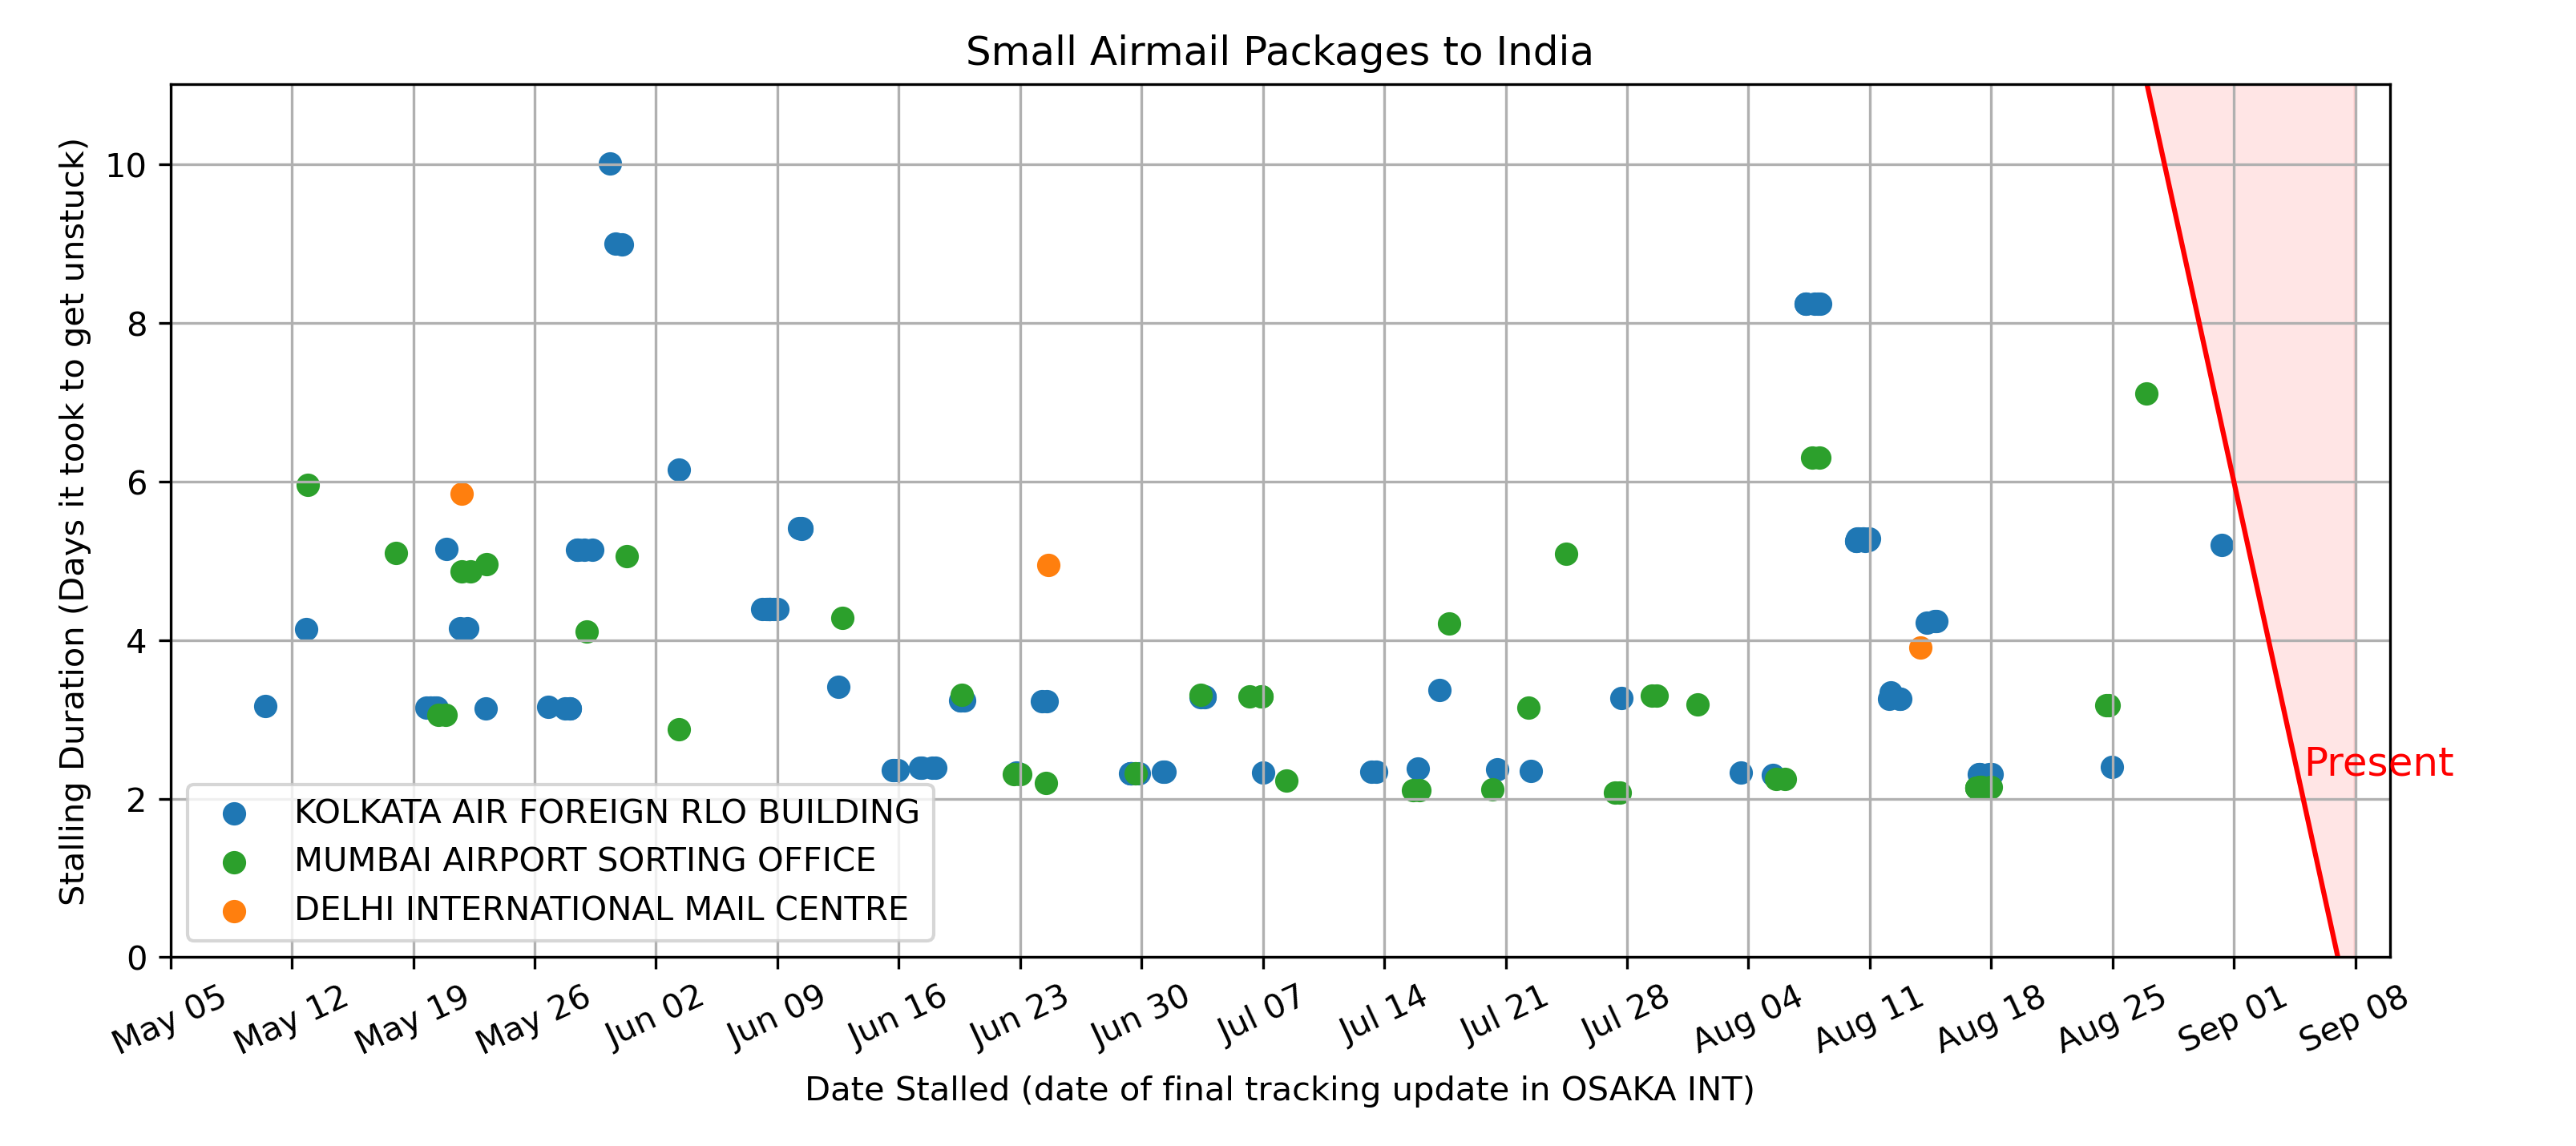 Small Airmail Packages to India
Stalling Duration (Days it took to get unstuck)
10
8
6
4
2
0
Present
KOLKATA AIR FOREIGN RLO BUILDING
MUMBAI AIRPORT SORTING OFFICE
DELHI INTERNATIONAL MAIL CENTRE
May 05 May 12 May 19 May 26 Jun 02 Jun 09 Jun 16 Jun 23 Jun 30 Jul 07 Jul 14 Jul 21 Jul 28 Aug 04 Aug 11 Aug 18 Aug 25 Sep 01 Sep 08
Date Stalled (date of final tracking update in OSAKA INT)